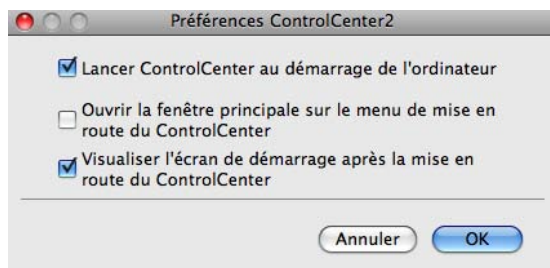 Préférences ControlCenter2
Lancer ControlCenter au démarrage de l'ordinateur
Ouvrir la fenêtre principale sur le menu de mise en
route du ControlCenter
Visualiser l'écran de démarrage après la mise en
route du ControlCenter
Annuler
OK